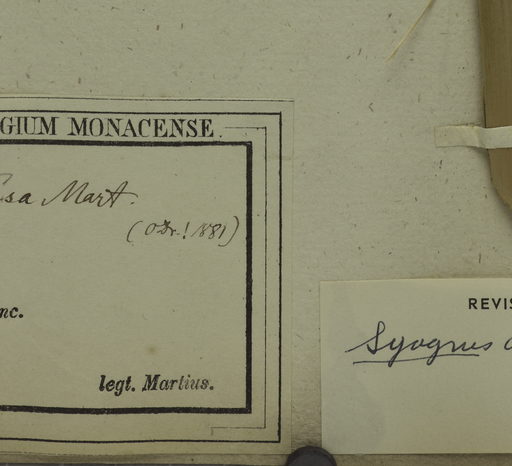 GIUM MONACENSE.
sa Mart.
(Dr.! 1881)
nc.
legt. Martius.
REVIS
Syagrus